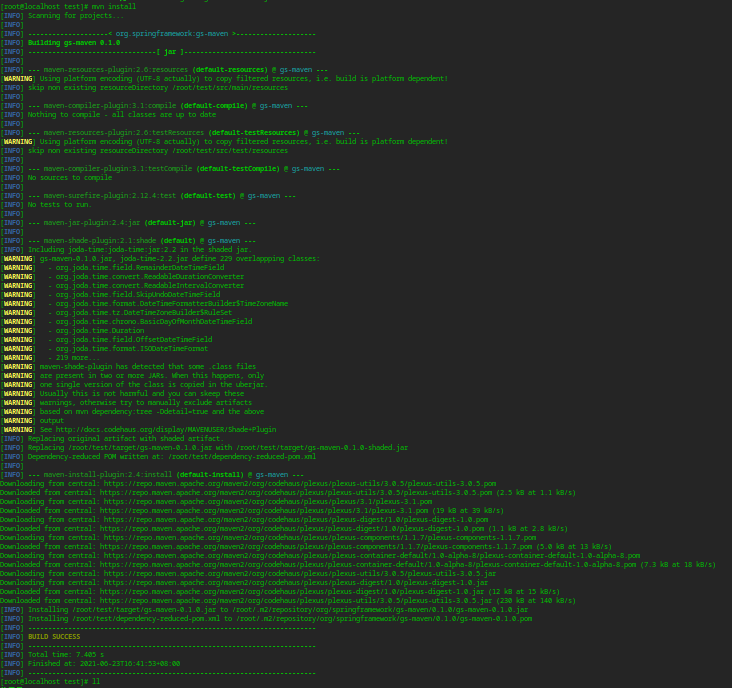 [root@localhost test]# mvn install
[INFO] Scanning for projects...
[INFO]
[INFO] --------------------< org.springframework:gs-maven >--------------------
[INFO] Building gs-maven 0.1.0
[INFO] --------------------------------[ jar ]---------------------------------
[INFO]
[INFO] --- maven-resources-plugin:2.6:resources (default-resources) @ gs-maven ---
[WARNING] Using platform encoding (UTF-8 actually) to copy filtered resources, i.e. build is platform dependent!
[INFO] skip non existing resourceDirectory /root/test/src/main/resources
[INFO]
[INFO] --- maven-compiler-plugin:3.1:compile (default-compile) @ gs-maven ---
[INFO] Nothing to compile - all classes are up to date
[INFO]
[INFO] --- maven-resources-plugin:2.6:testResources (default-testResources) @ gs-maven ---
[WARNING] Using platform encoding (UTF-8 actually) to copy filtered resources, i.e. build is platform dependent!
[INFO] skip non existing resourceDirectory /root/test/src/test/resources
[INFO]
[INFO] --- maven-compiler-plugin:3.1:testCompile (default-testCompile) @ gs-maven ---
[INFO] No sources to compile
[INFO]
[INFO] --- maven-surefire-plugin:2.12.4:test (default-test) @ gs-maven ---
[INFO] No tests to run.
[INFO]
[INFO] --- maven-jar-plugin:2.4:jar (default-jar) @ gs-maven ---
[INFO]
[INFO] --- maven-shade-plugin:2.1:shade (default) @ gs-maven ---
[INFO] Including joda-time:joda-time:jar:2.2 in the shaded jar.
[WARNING] gs-maven-0.1.0.jar, joda-time-2.2.jar define 229 overlappping classes:
[WARNING]   - org.joda.time.field.RemainderDateTimeField
[WARNING]   - org.joda.time.convert.ReadableDurationConverter
[WARNING]   - org.joda.time.convert.ReadableIntervalConverter
[WARNING]   - org.joda.time.field.SkipUndoDateTimeField
[WARNING]   - org.joda.time.format.DateTimeFormatterBuilder$TimeZoneName
[WARNING]   - org.joda.time.tz.DateTimeZoneBuilder$RuleSet
[WARNING]   - org.joda.time.chrono.BasicDayOfMonthDateTimeField
[WARNING]   - org.joda.time.Duration
[WARNING]   - org.joda.time.field.OffsetDateTimeField
[WARNING]   - org.joda.time.format.ISODateTimeFormat
[WARNING]   - 219 more...
[WARNING] maven-shade-plugin has detected that some .class files
[WARNING] are present in two or more JARs. When this happens, only
[WARNING] one single version of the class is copied in the uberjar.
[WARNING] Usually this is not harmful and you can skeep these
[WARNING] warnings, otherwise try to manually exclude artifacts
[WARNING] based on mvn dependency:tree -Ddetail=true and the above
[WARNING] output
[WARNING] See http://docs.codehaus.org/display/MAVENUSER/Shade+Plugin
[INFO] Replacing original artifact with shaded artifact.
[INFO] Replacing /root/test/target/gs-maven-0.1.0.jar with /root/test/target/gs-maven-0.1.0-shaded.jar
[INFO] Dependency-reduced POM written at: /root/test/dependency-reduced-pom.xml
[INFO]
[INFO] --- maven-install-plugin:2.4:install (default-install) @ gs-maven ---
Downloading from central: https://repo.maven.apache.org/maven2/org/codehaus/plexus/plexus-utils/3.0.5/plexus-utils-3.0.5.pom
Downloaded from central: https://repo.maven.apache.org/maven2/org/codehaus/plexus/plexus-utils/3.0.5/plexus-utils-3.0.5.pom (2.5 kB at 1.1 kB/s)
Downloading from central: https://repo.maven.apache.org/maven2/org/codehaus/plexus/plexus/3.1/plexus-3.1.pom
Downloaded from central: https://repo.maven.apache.org/maven2/org/codehaus/plexus/plexus/3.1/plexus-3.1.pom (19 kB at 39 kB/s)
Downloading from central: https://repo.maven.apache.org/maven2/org/codehaus/plexus/plexus-digest/1.0/plexus-digest-1.0.pom
Downloaded from central: https://repo.maven.apache.org/maven2/org/codehaus/plexus/plexus-digest/1.0/plexus-digest-1.0.pom (1.1 kB at 2.8 kB/s)
Downloading from central: https://repo.maven.apache.org/maven2/org/codehaus/plexus/plexus-components/1.1.7/plexus-components-1.1.7.pom
Downloaded from central: https://repo.maven.apache.org/maven2/org/codehaus/plexus/plexus-components/1.1.7/plexus-components-1.1.7.pom (5.0 kB at 13 kB/s)
Downloading from central: https://repo.maven.apache.org/maven2/org/codehaus/plexus/plexus-container-default/1.0-alpha-8/plexus-container-default-1.0-alpha-8.pom
Downloaded from central: https://repo.maven.apache.org/maven2/org/codehaus/plexus/plexus-container-default/1.0-alpha-8/plexus-container-default-1.0-alpha-8.pom (7.3 kB at 18 kB/s)
Downloading from central: https://repo.maven.apache.org/maven2/org/codehaus/plexus/plexus-utils/3.0.5/plexus-utils-3.0.5.jar
Downloading from central: https://repo.maven.apache.org/maven2/org/codehaus/plexus/plexus-digest/1.0/plexus-digest-1.0.jar
Downloaded from central: https://repo.maven.apache.org/maven2/org/codehaus/plexus/plexus-digest/1.0/plexus-digest-1.0.jar (12 kB at 15 kB/s)
Downloaded from central: https://repo.maven.apache.org/maven2/org/codehaus/plexus/plexus-utils/3.0.5/plexus-utils-3.0.5.jar (230 kB at 140 kB/s)
[INFO] Installing /root/test/target/gs-maven-0.1.0.jar to /root/.m2/repository/org/springframework/gs-maven/0.1.0/gs-maven-0.1.0.jar
[INFO] Installing /root/test/dependency-reduced-pom.xml to /root/.m2/repository/org/springframework/gs-maven/0.1.0/gs-maven-0.1.0.pom
[INFO] ------------------------------------------------------------------------
[INFO] BUILD SUCCESS
[INFO] ------------------------------------------------------------------------
[INFO] Total time: 7.405 s
[INFO] Finished at: 2021-06-23T16:41:53+08:00
[INFO] ------------------------------------------------------------------------
[root@localhost test]# ll